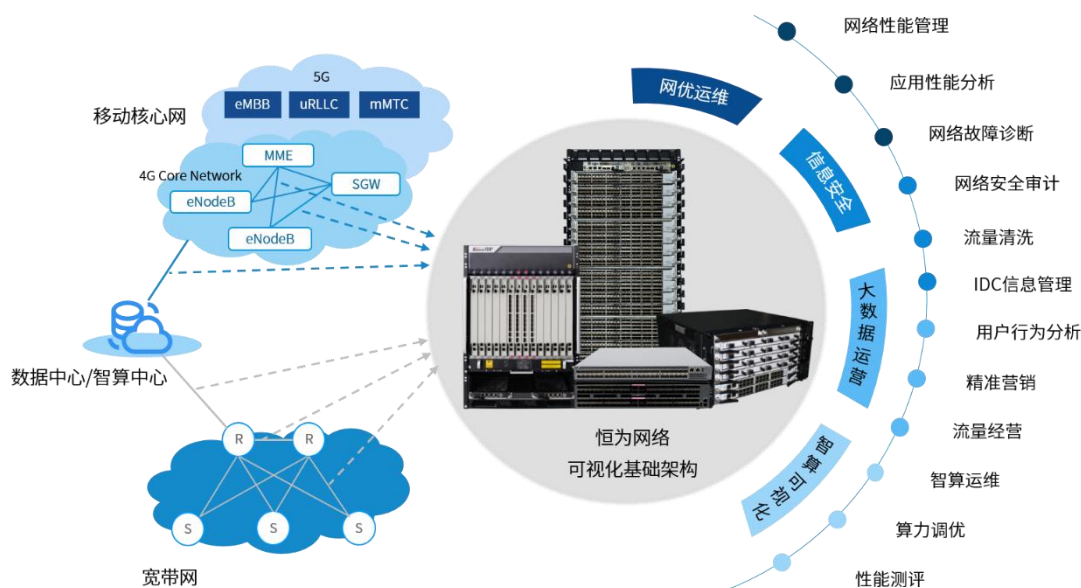 5G
eMBB
uRLLC
mMTC
移动核心网
MME
4G Core Network
SGW
eNodeB
eNodeB
数据中心/智算中心
R
R
S
S
S
宽带网
恒为网络
可视化基础架构
网优运维
信息安全
大数据运营
智算可视化
网络性能管理
应用性能分析
网络故障诊断
网络安全审计
流量清洗
IDC信息管理
用户行为分析
精准营销
流量经营
智算运维
算力调优
性能测评